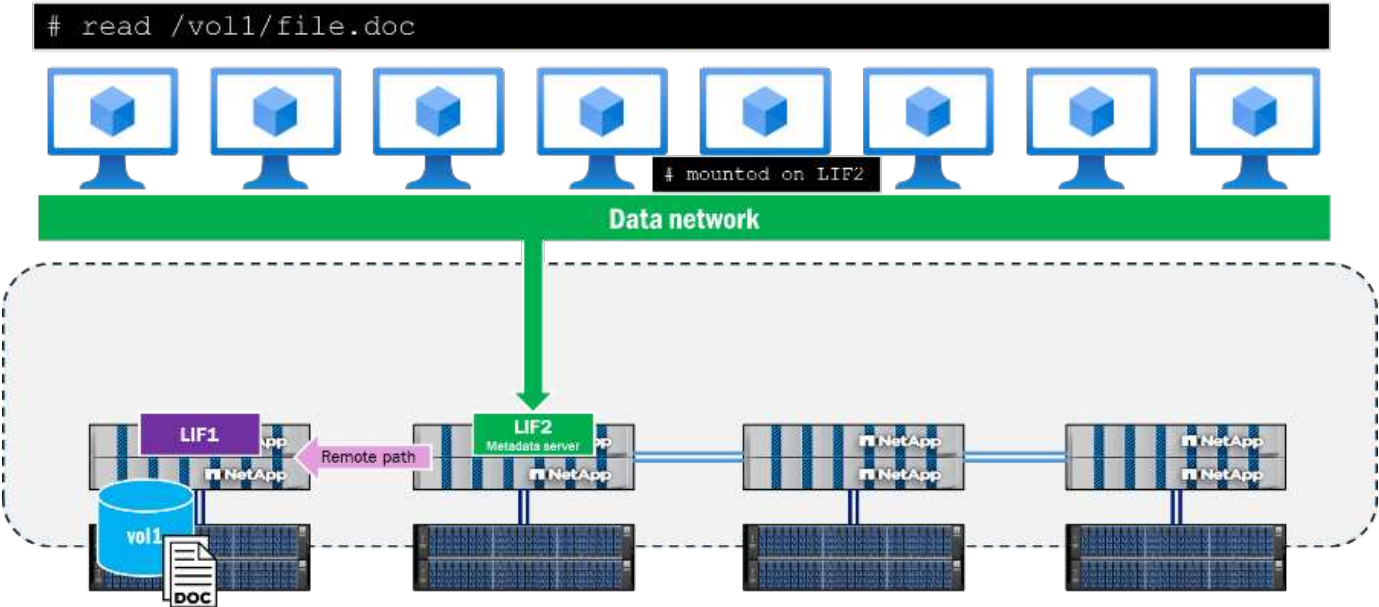 # read /vol1/file.doc
# mounted on LIF2
Data network
LIF1
LIF2
Metadata server
Remote path
NetApp
NetApp
NetApp
NetApp
NetApp
NetApp
NetApp
vol1
DOC